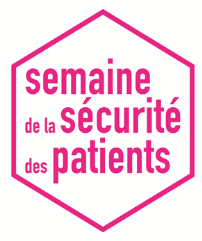 semaine
de la sécurité
des patients